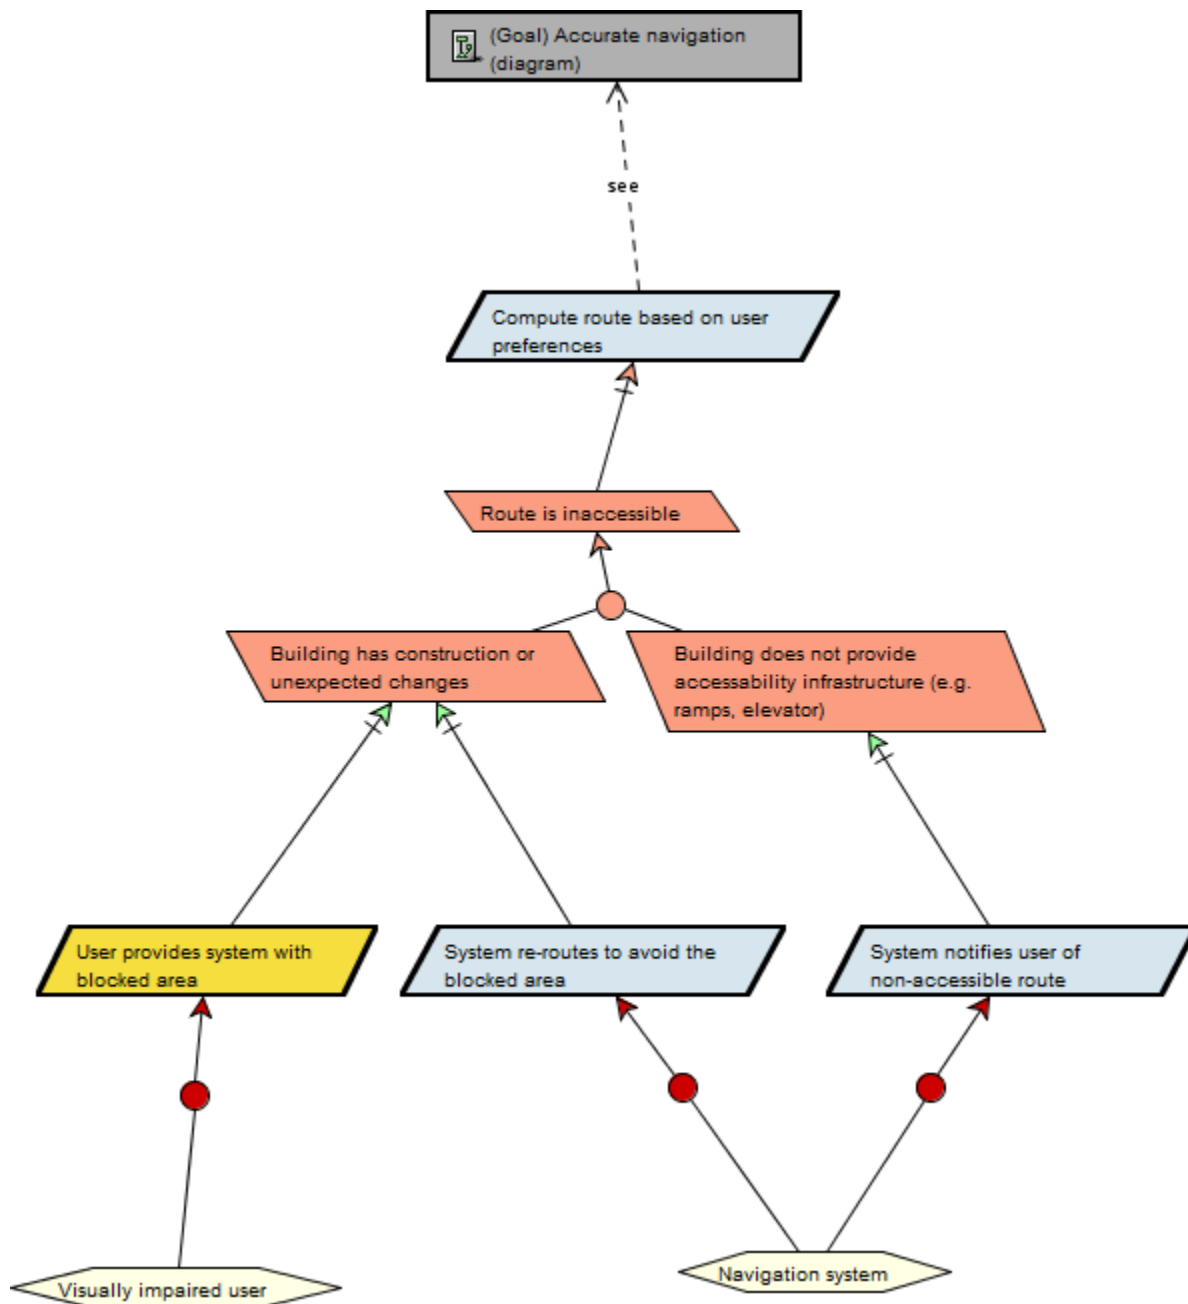 (Goal) Accurate navigation
(diagram)
see
Compute route based on user
preferences
Route is inaccessible
Building has construction or
unexpected changes
Building does not provide
accessability infrastructure (e.g.
ramps, elevator)
User provides system with
blocked area
System re-routes to avoid the
blocked area
System notifies user of
non-accessible route
Visually impaired user
Navigation system